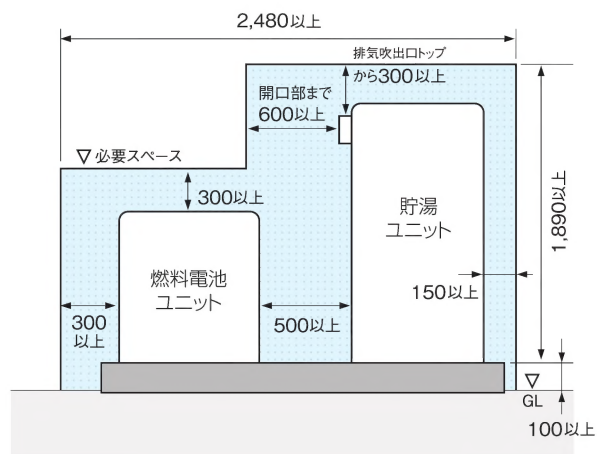 2,480以上
排気吹出口トップ
から300以上
開口部まで
600以上
▽必要スペース
300以上
貯湯
ユニット
1,890以上
燃料電池
ユニット
150以上
300
以上
500以上
▽
GL
100以上